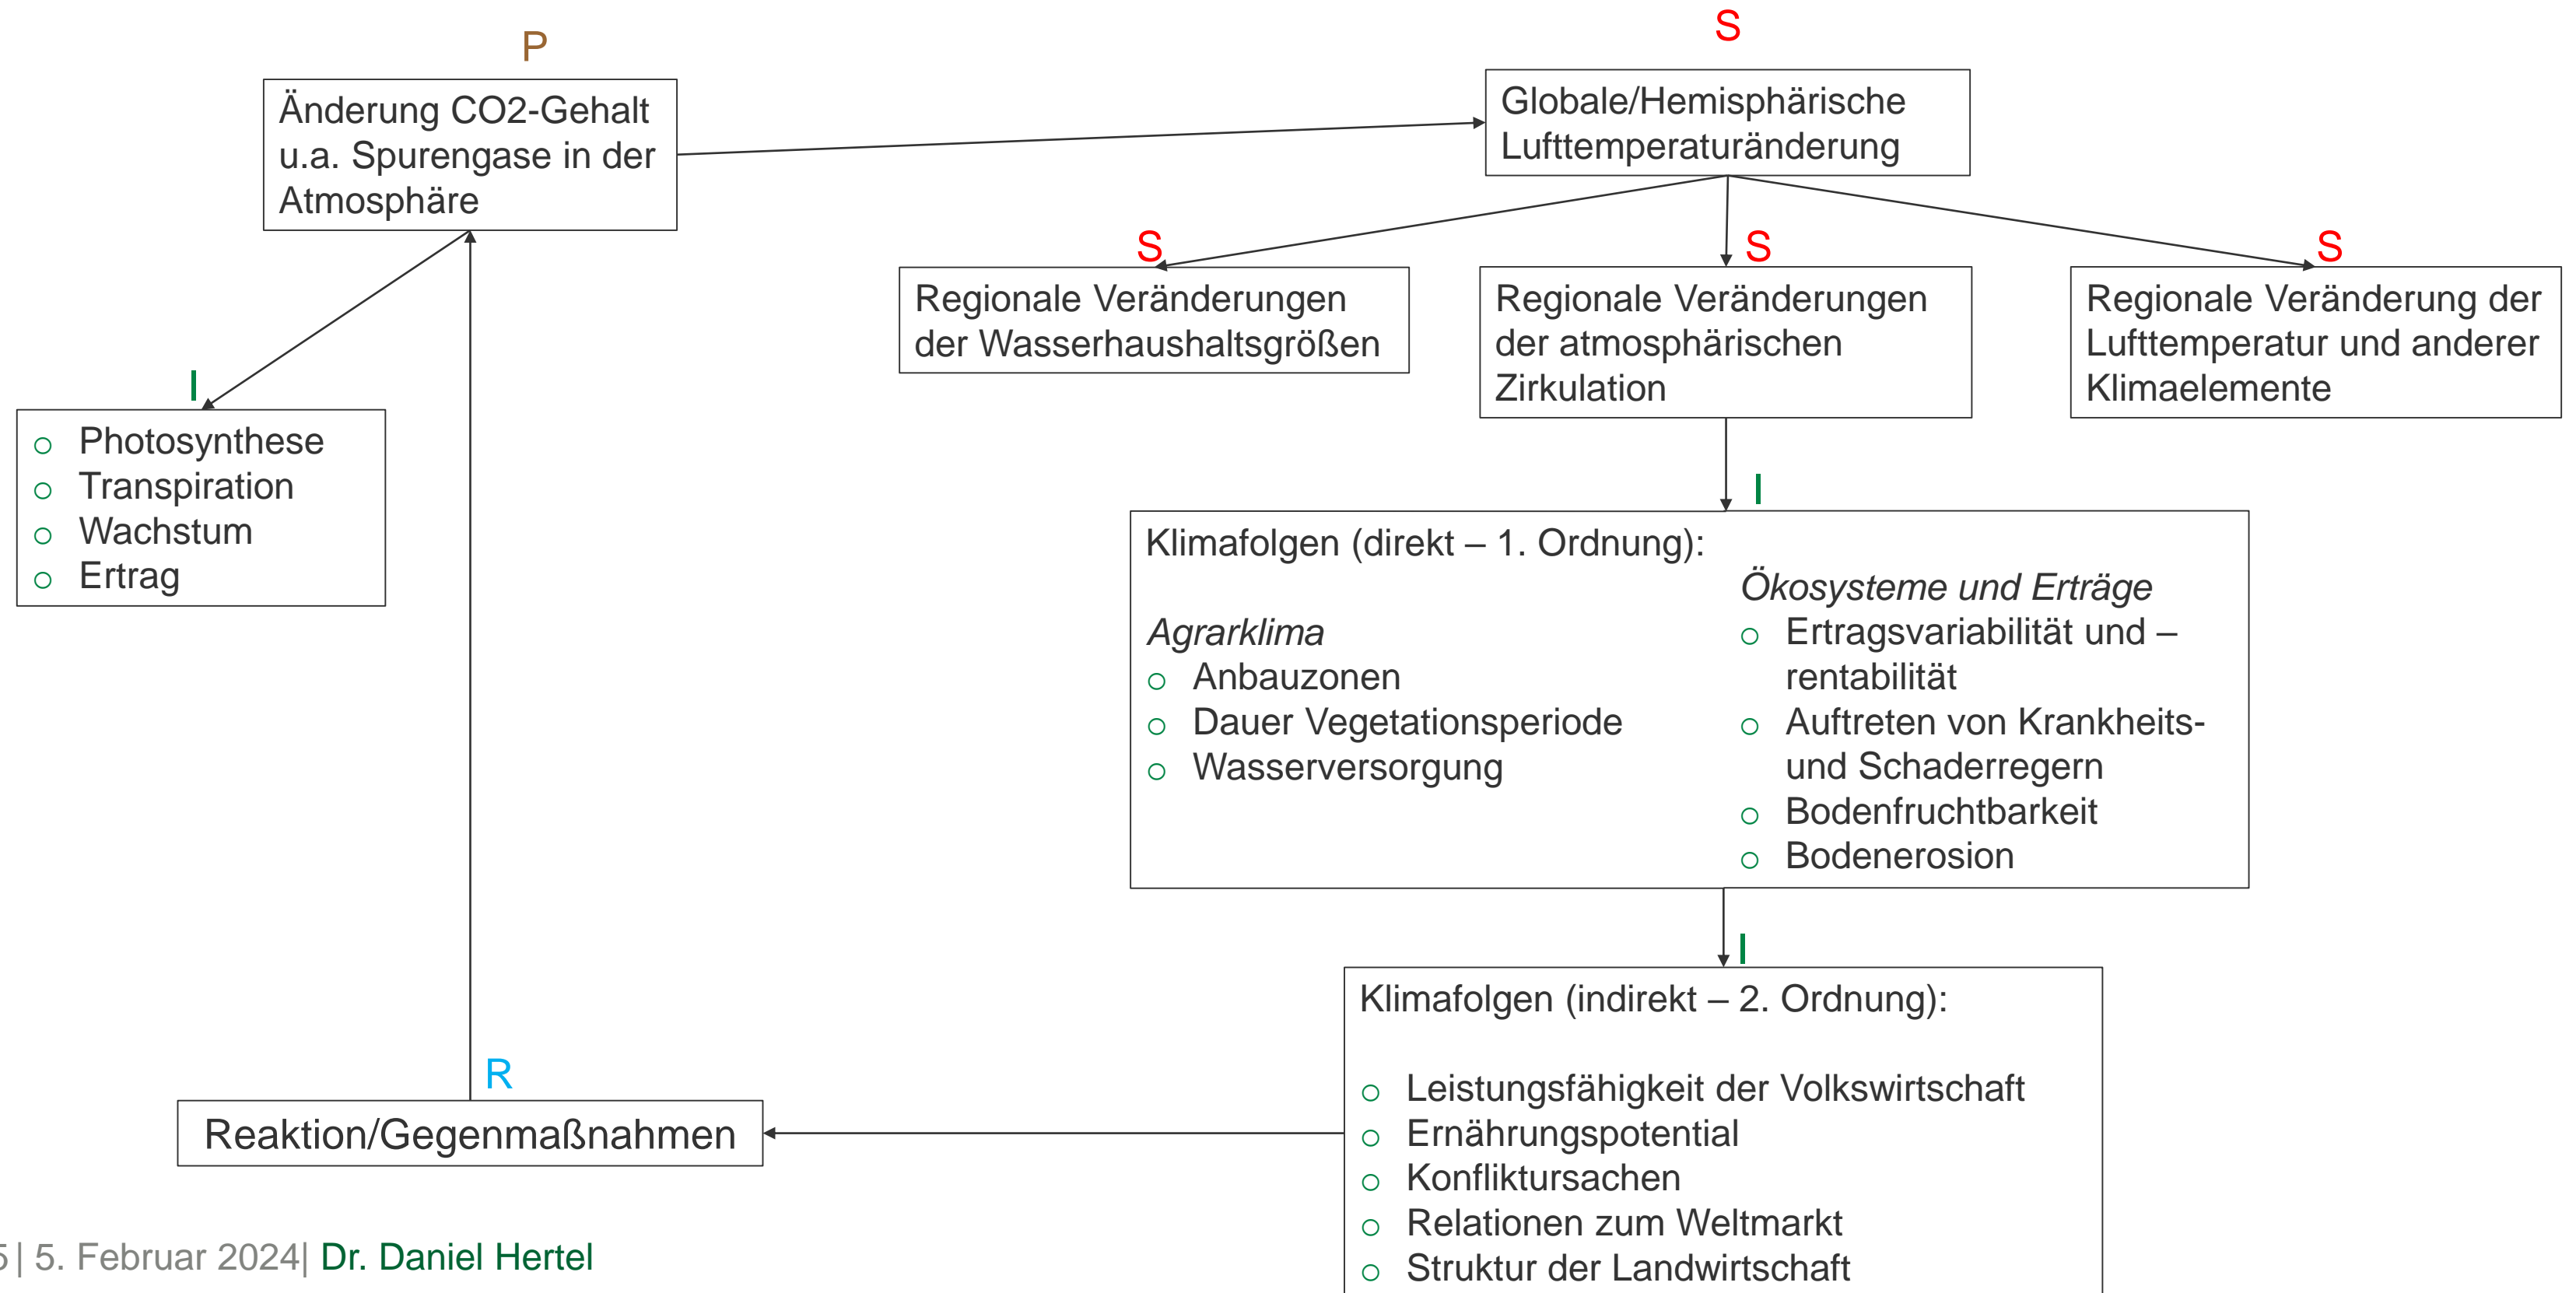 P
Änderung CO2-Gehalt
u.a. Spurengase in der
Atmosphäre
S
Globale/Hemisphärische
Lufttemperaturänderung
S
Regionale Veränderungen
der Wasserhaushaltsgrößen
S
Regionale Veränderungen
der atmosphärischen
Zirkulation
S
Regionale Veränderung der
Lufttemperatur und anderer
Klimaelemente
I
Photosynthese
Transpiration
Wachstum
Ertrag
I
Klimafolgen (direkt – 1. Ordnung):
Agrarklima
Anbauzonen
Dauer Vegetationsperiode
Wasserversorgung
Ökosysteme und Erträge
Ertragsvariabilität und –
rentabilität
Auftreten von Krankheits-
und Schaderregern
Bodenfruchtbarkeit
Bodenerosion
I
Klimafolgen (indirekt – 2. Ordnung):
Leistungsfähigkeit der Volkswirtschaft
Ernährungspotential
Konfliktursachen
Relationen zum Weltmarkt
Struktur der Landwirtschaft
R
Reaktion/Gegenmaßnahmen
5| 5. Februar 2024| Dr. Daniel Hertel